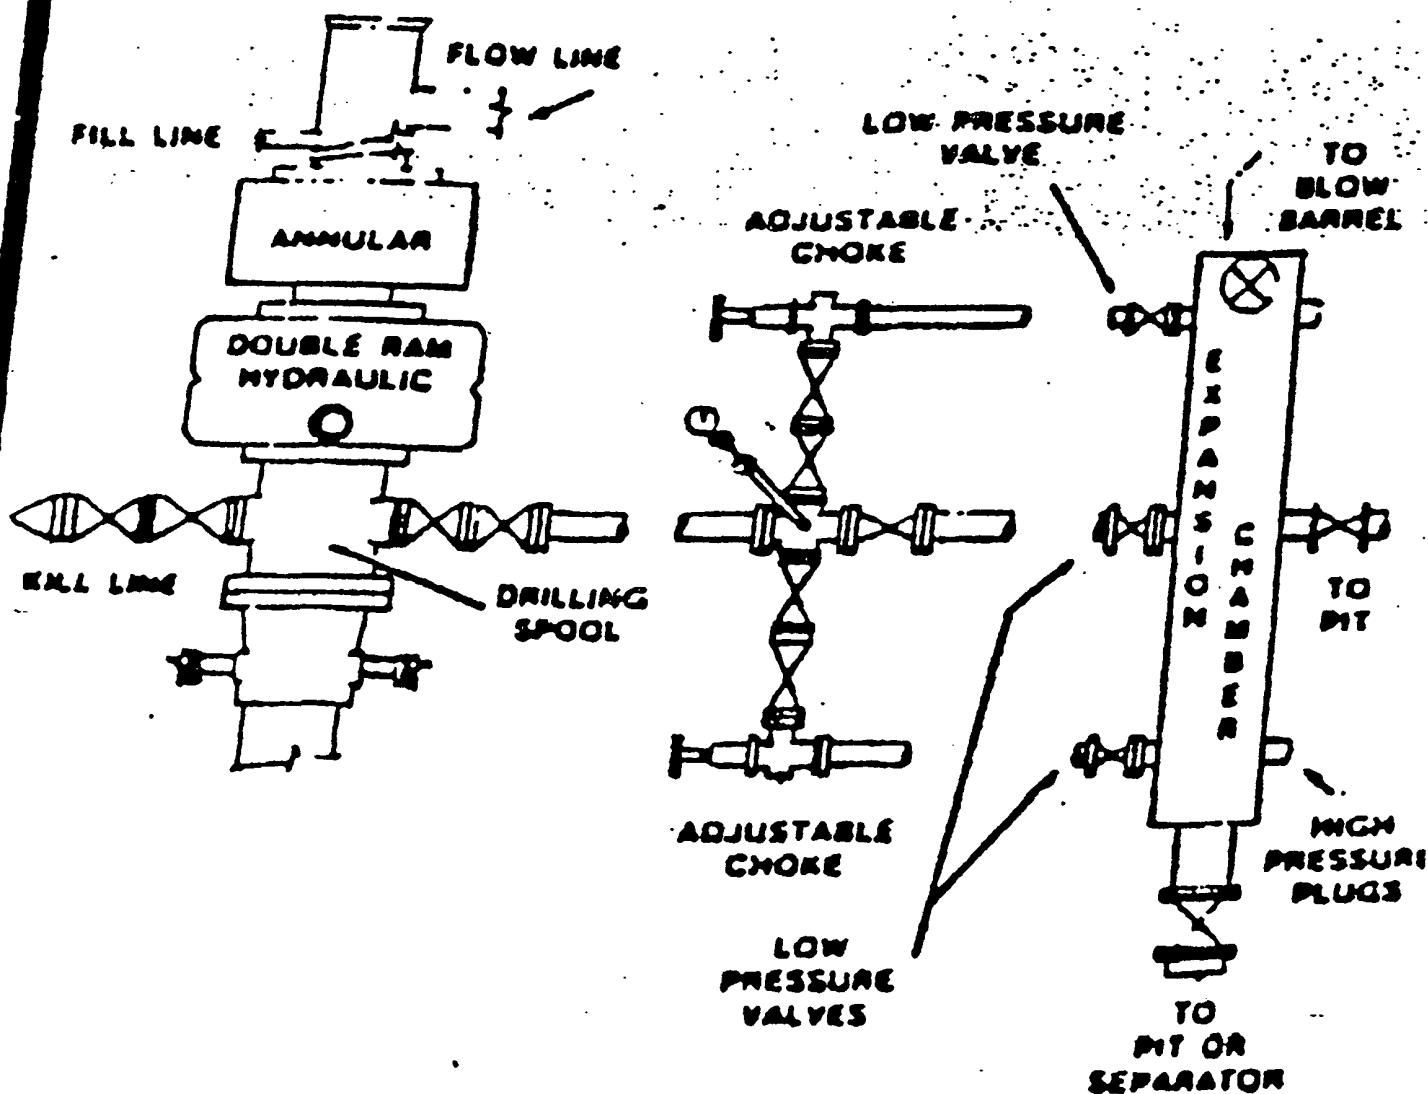 FLOW LINE
FILL LINE
ANNULAR
DOUBLE RAM
HYDRAULIC
KILL LINE
DRILLING
SPOOL
ADJUSTABLE
CHOKE
LOW PRESSURE
VALVE
TO
BLOW
BARREL
EXPANSION
CHAMBER
TO
PIT
ADJUSTABLE
CHOKE
HIGH
PRESSURE
PLUGS
LOW
PRESSURE
VALVES
TO
PIT OR
SEPARATOR